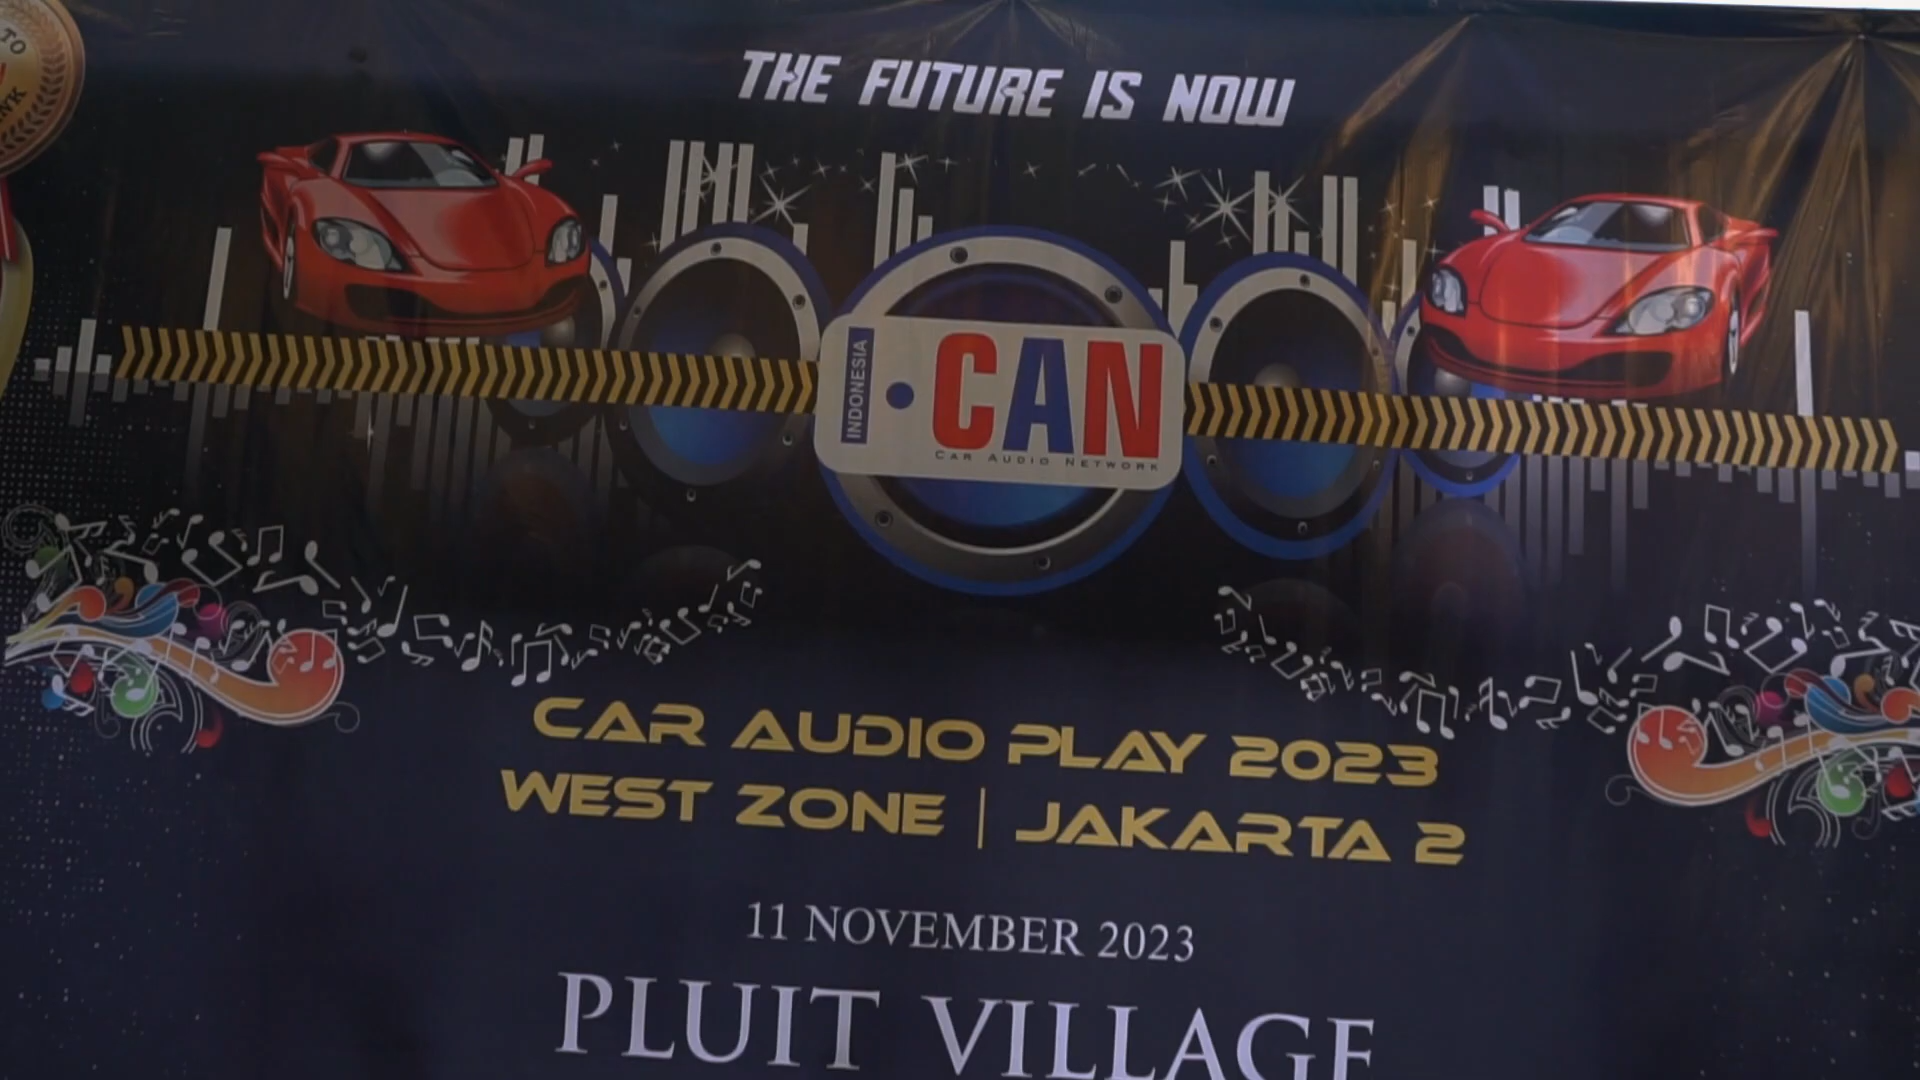 TO
THE FUTURE IS NOW
INDONESIA
CAN
CAR AUDIO NETWORK
CAR AUDIO PLAY 2023
WEST ZONE | JAKARTA 2
11 NOVEMBER 2023
PLUIT VILLAGE